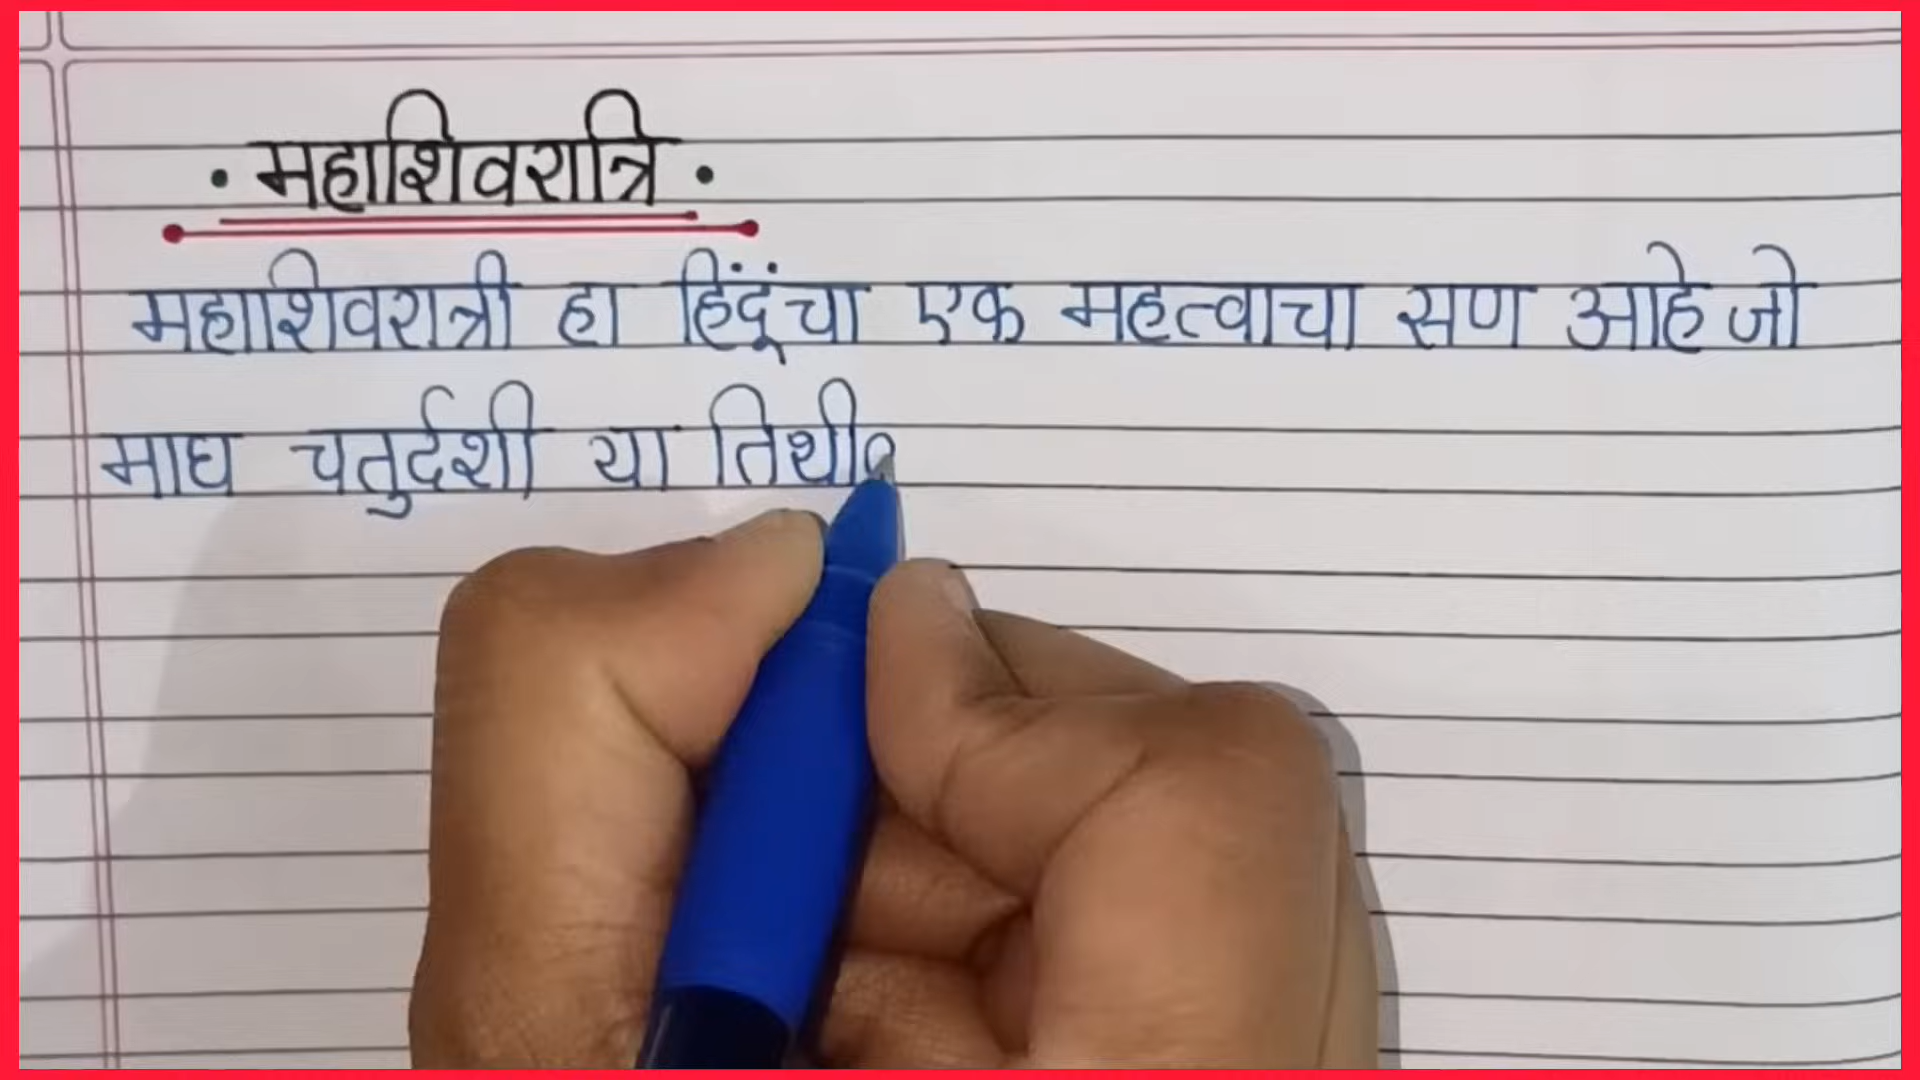 · महाशिवरात्रि ·
महाशिवरात्री हा हिंदूंचा एक महत्वाचा सण आहे जो
माघ चतुर्दशी या तिथी